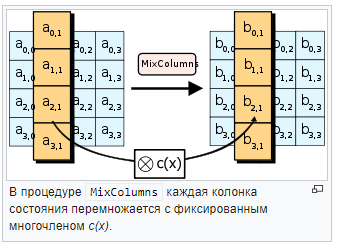 a0,1 b0,1
a0,0 a0,2 a0,3 b0,0 b0,2 b0,3
MixColumns
a1,1 b1,1
a1,0 a1,2 a1,3 b1,0 b1,2 b1,3
a2,1 b2,1
a2,0 a2,2 a2,3 b2,0 b2,2 b2,3
a3,1 b3,1
a3,0 a3,2 a3,3 b3,0 b3,2 b3,3
⊗ c(x)
В процедуре MixColumns каждая колонка
состояния перемножается с фиксированным
многочленом c(x).